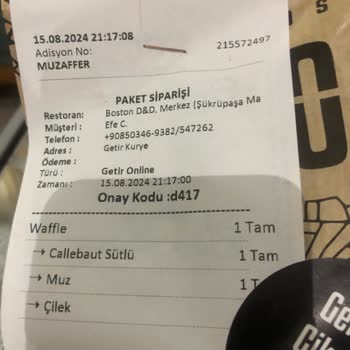 15.08.2024 21:17:08
Adisyon No: 215572497
MUZAFFER
PAKET SİPARİŞİ
Restoran: Boston D&D, Merkez (Şükrüpaşa Ma
Müşteri : Efe C.
Telefon : +90850346-9382/547262
Adres : Getir Kurye
Ödeme :
Türü : Getir Online
Zamanı : 15.08.2024 21:17:00
Onay Kodu :d417
Waffle 1 Tam
→ Callebaut Sütlü 1 Tam
→ Muz 1 T
→ Çilek